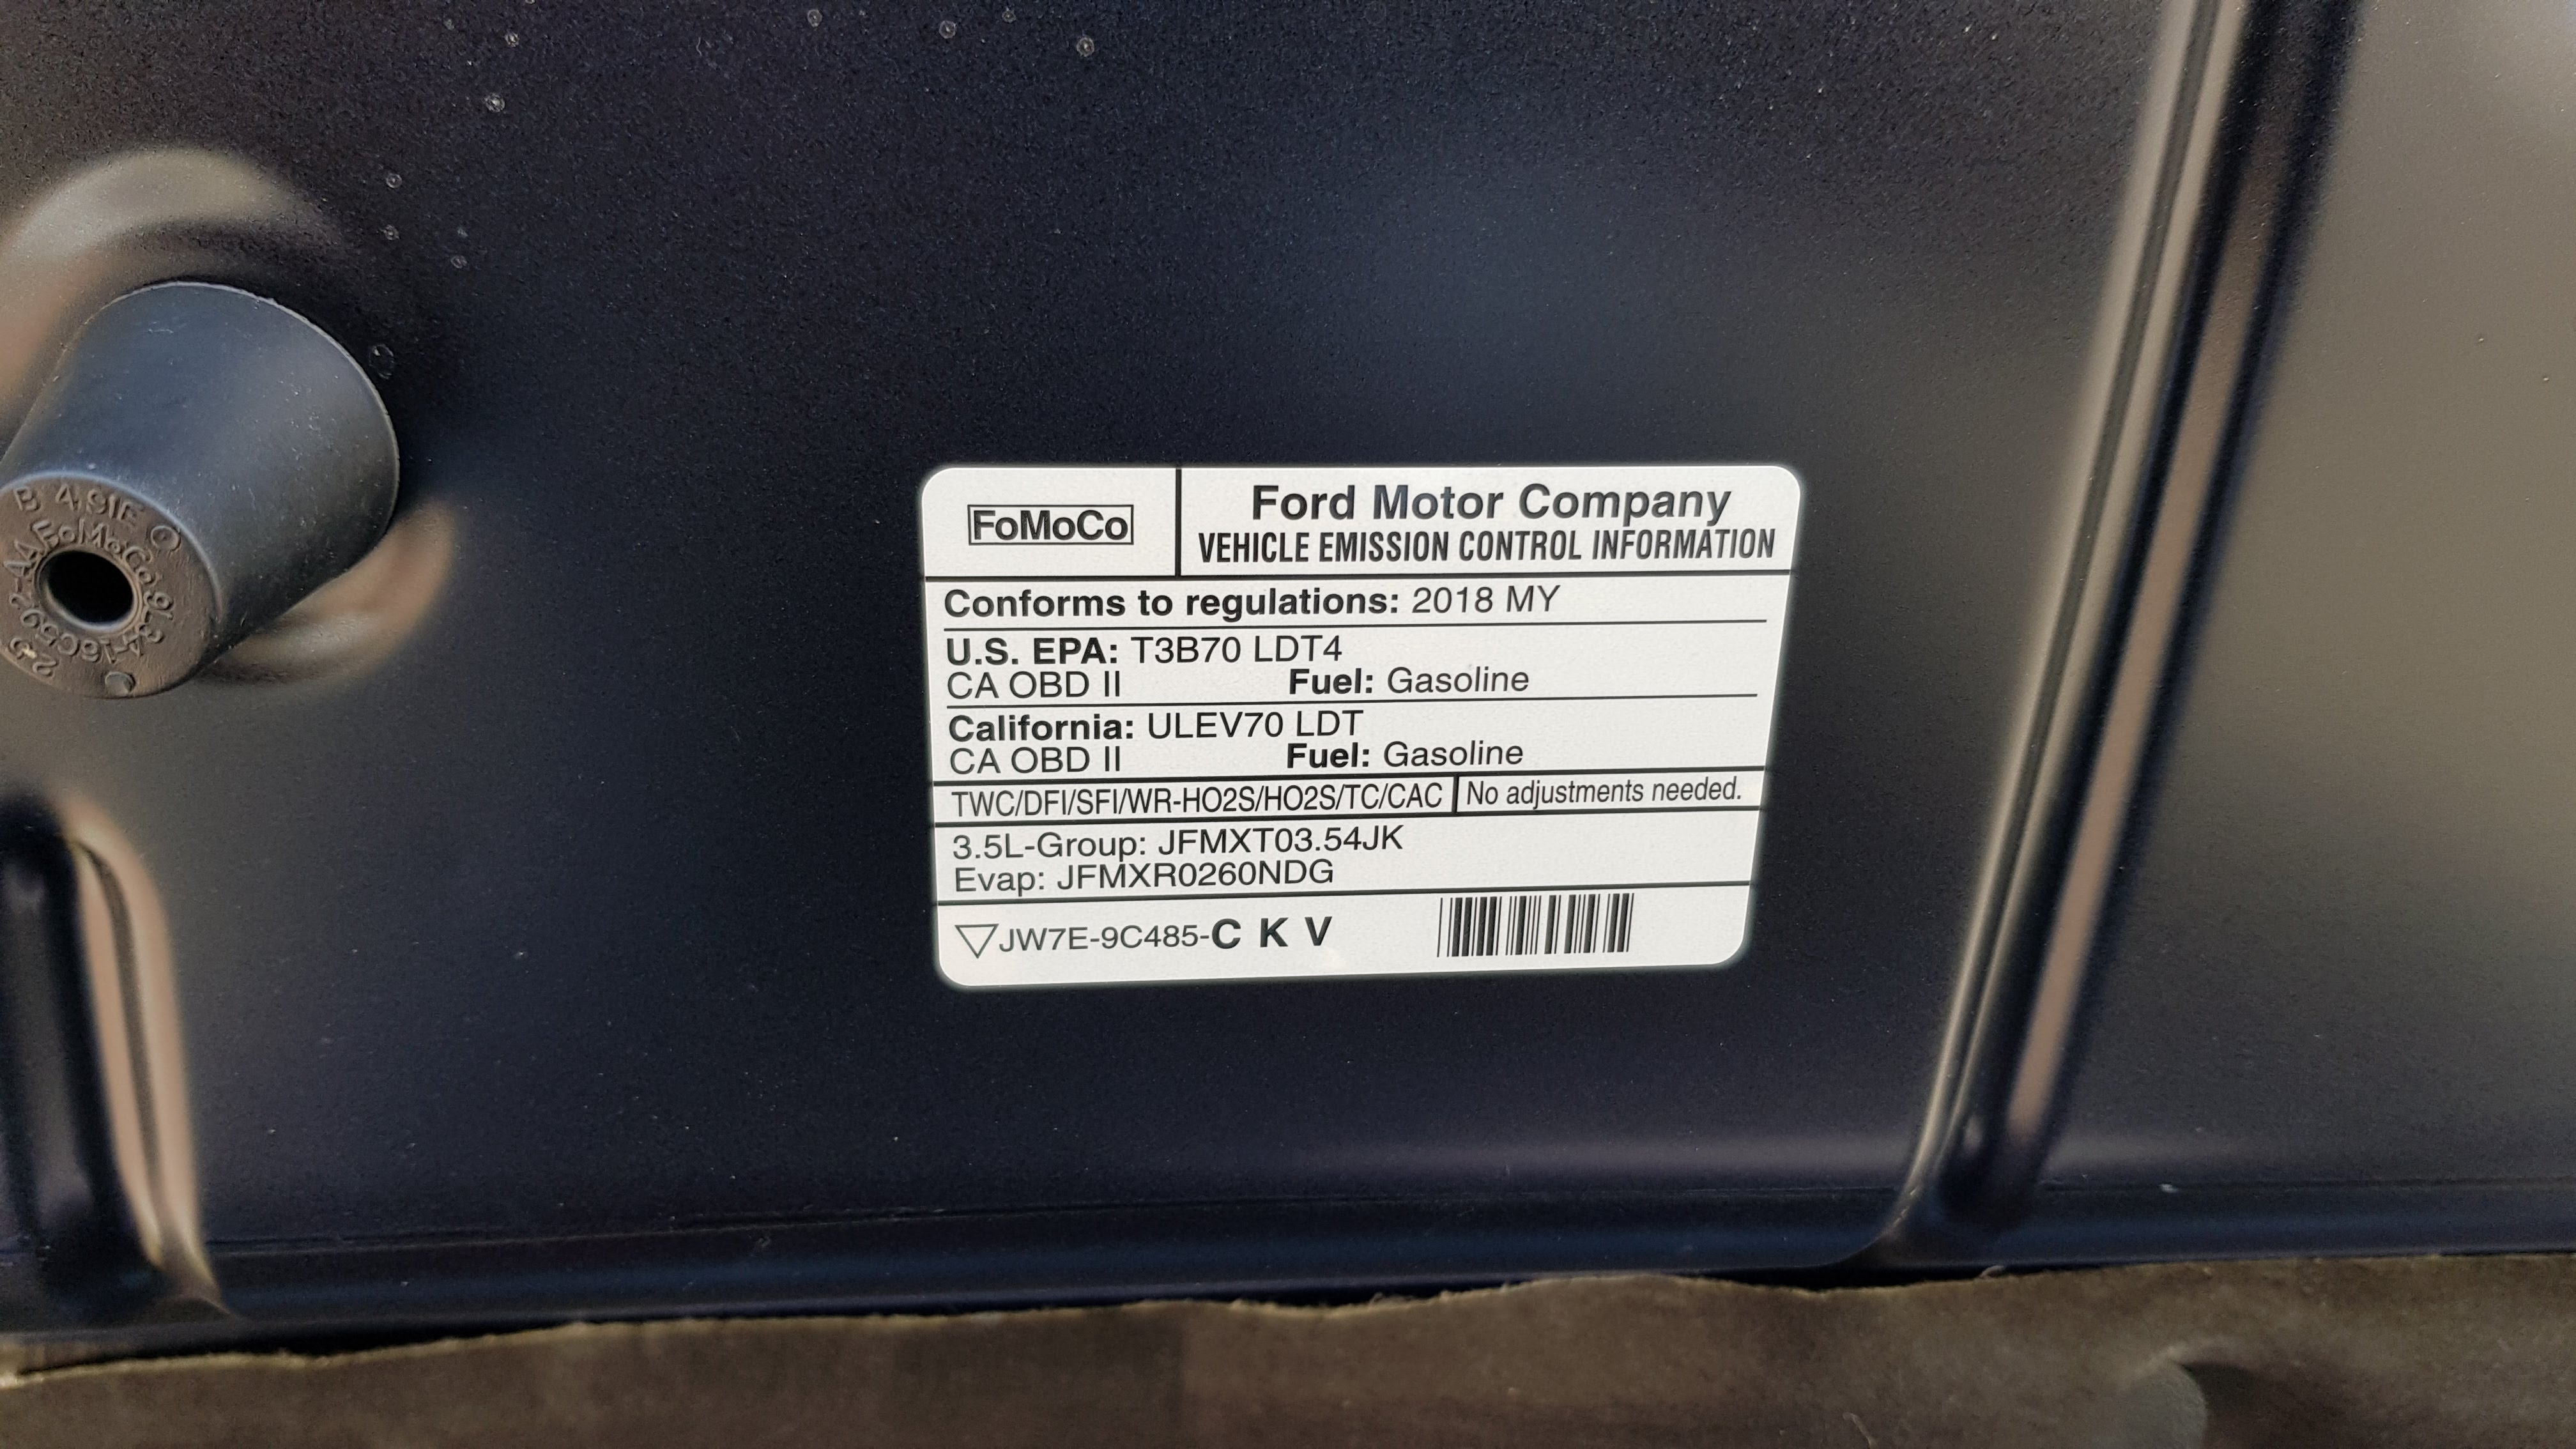 FoMoCo
Ford Motor Company
VEHICLE EMISSION CONTROL INFORMATION
Conforms to regulations: 2018 MY
U.S. EPA: T3B70 LDT4
CA OBD II Fuel: Gasoline
California: ULEV70 LDT
CA OBD II Fuel: Gasoline
TWC/DFI/SFI/WR-HO2S/HO2S/TC/CAC No adjustments needed.
3.5L-Group: JFMXT03.54JK
Evap: JFMXR0260NDG
JW7E-9C485-C K V
FoMoCo